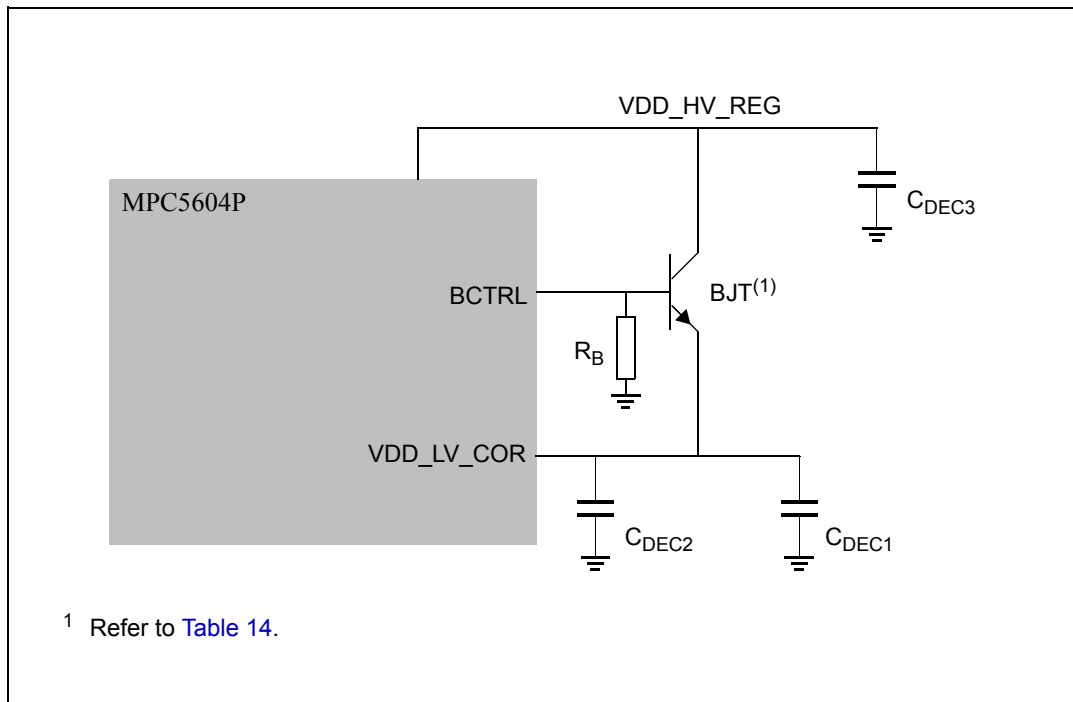 VDD_HV_REG
MPC5604P
CDEC3
BCTRL
BJT(1)
RB
VDD_LV_COR
CDEC2
CDEC1
1 Refer to Table 14.